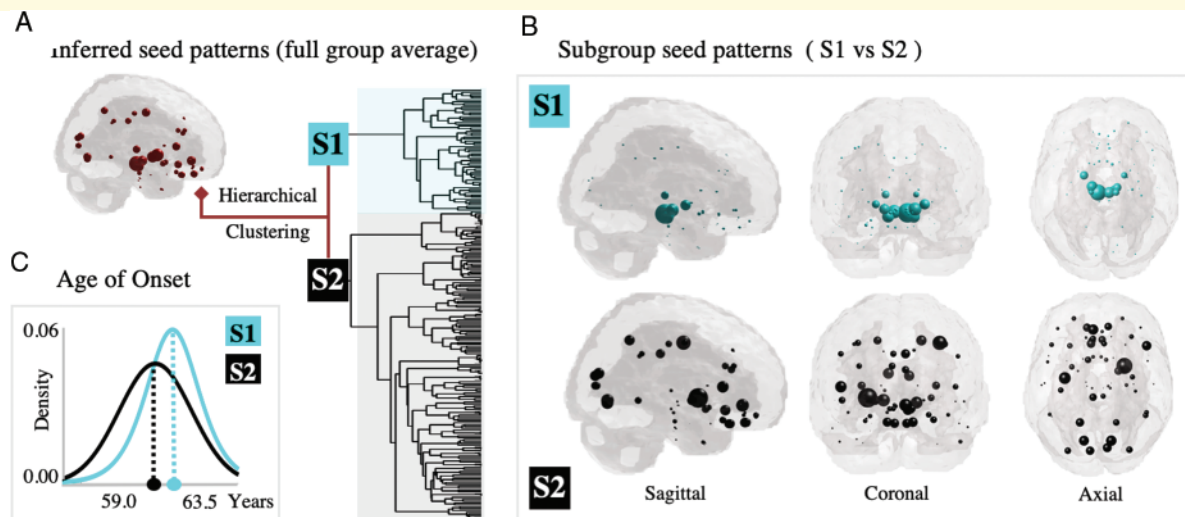 A
Inferred seed patterns (full group average)
S1
Hierarchical
Clustering
S2
C
Age of Onset
0.06
S1
S2
Density
0.00
59.0
63.5
Years
B
Subgroup seed patterns ( S1 vs S2 )
S1
S2
Sagittal
Coronal
Axial